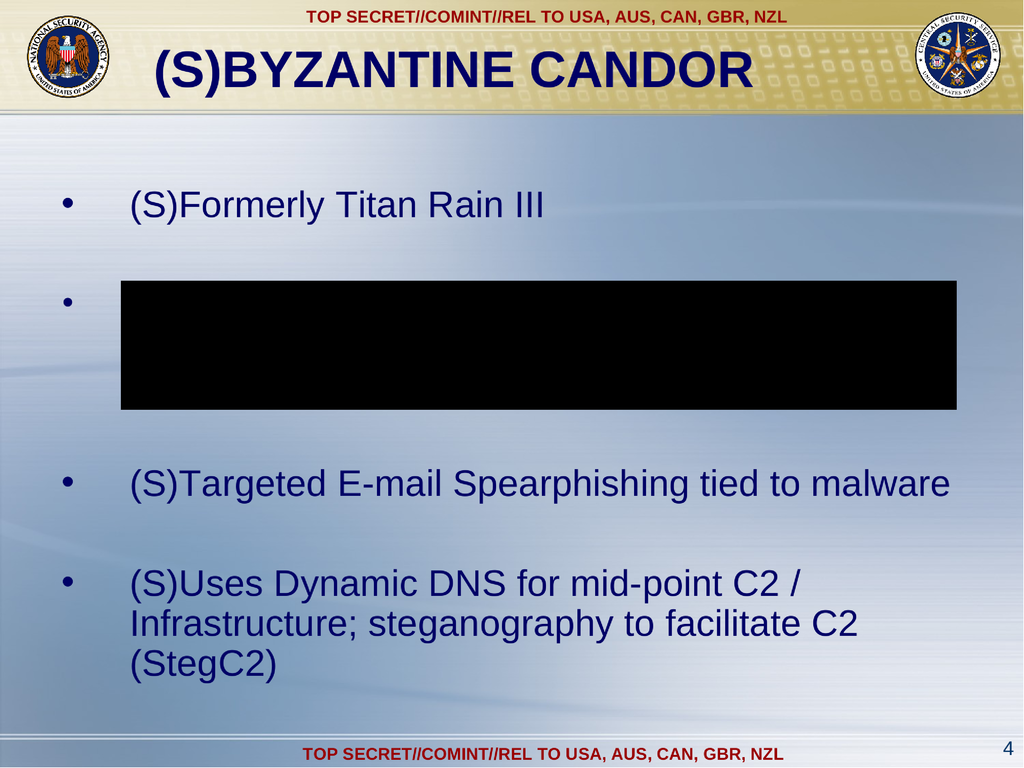 TOP SECRET//COMINT//REL TO USA, AUS, CAN, GBR, NZL
NATIONAL SECURITY AGENCY
UNITED STATES OF AMERICA
CENTRAL SECURITY SERVICE
UNITED STATES OF AMERICA
(S)BYZANTINE CANDOR
• (S)Formerly Titan Rain III
•
• (S)Targeted E-mail Spearphishing tied to malware
• (S)Uses Dynamic DNS for mid-point C2 /
Infrastructure; steganography to facilitate C2
(StegC2)
TOP SECRET//COMINT//REL TO USA, AUS, CAN, GBR, NZL
4